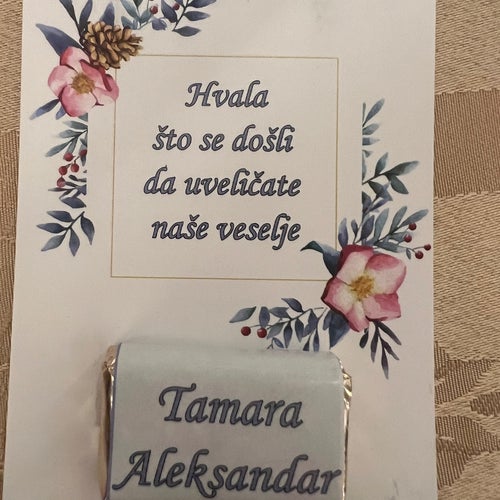 Hvala
što se došli
da uveličate
naše veselje
Tamara
Aleksandar